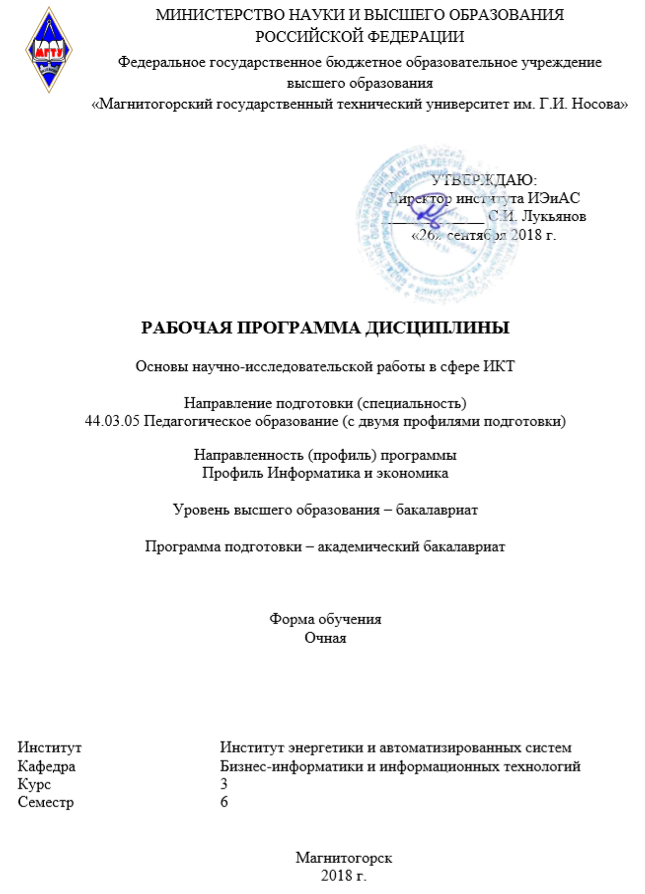 МГТУ
МИНИСТЕРСТВО НАУКИ И ВЫСШЕГО ОБРАЗОВАНИЯ
РОССИЙСКОЙ ФЕДЕРАЦИИ
Федеральное государственное бюджетное образовательное учреждение
высшего образования
«Магнитогорский государственный технический университет им. Г.И. Носова»
УТВЕРЖДАЮ:
Директор института ИЭиАС
_____________ С.И. Лукьянов
«26» сентября 2018 г.
РАБОЧАЯ ПРОГРАММА ДИСЦИПЛИНЫ
Основы научно-исследовательской работы в сфере ИКТ
Направление подготовки (специальность)
44.03.05 Педагогическое образование (с двумя профилями подготовки)
Направленность (профиль) программы
Профиль Информатика и экономика
Уровень высшего образования – бакалавриат
Программа подготовки – академический бакалавриат
Форма обучения
Очная
Институт Институт энергетики и автоматизированных систем
Кафедра Бизнес-информатики и информационных технологий
Курс 3
Семестр 6
Магнитогорск
2018 г.